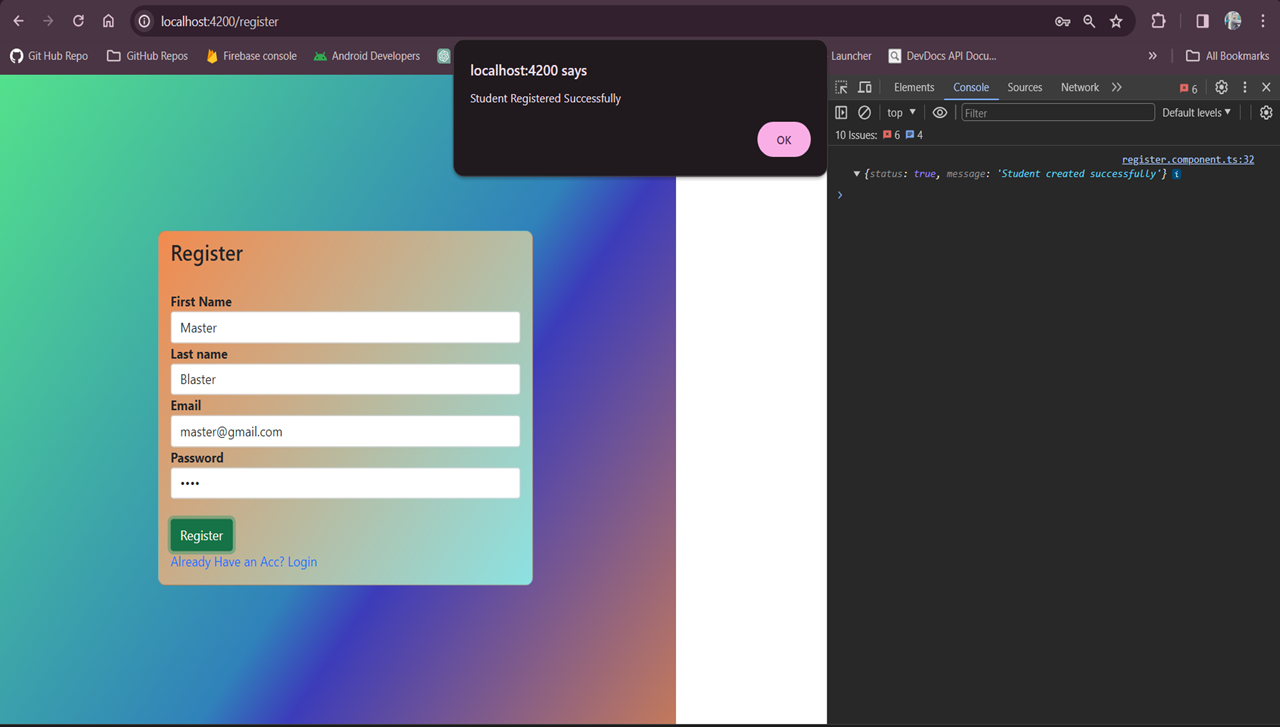 localhost:4200/register
Git Hub Repo
GitHub Repos
Firebase console
Android Developers
Launcher
DevDocs API Docu...
»
All Bookmarks
localhost:4200 says
Student Registered Successfully
OK
Register
First Name
Master
Last name
Blaster
Email
master@gmail.com
Password
••••
Register
Already Have an Acc? Login
Elements
Console
Sources
Network
6
top
Filter
Default levels
10 Issues: 6 4
register.component.ts:32
{status: true, message: 'Student created successfully'}